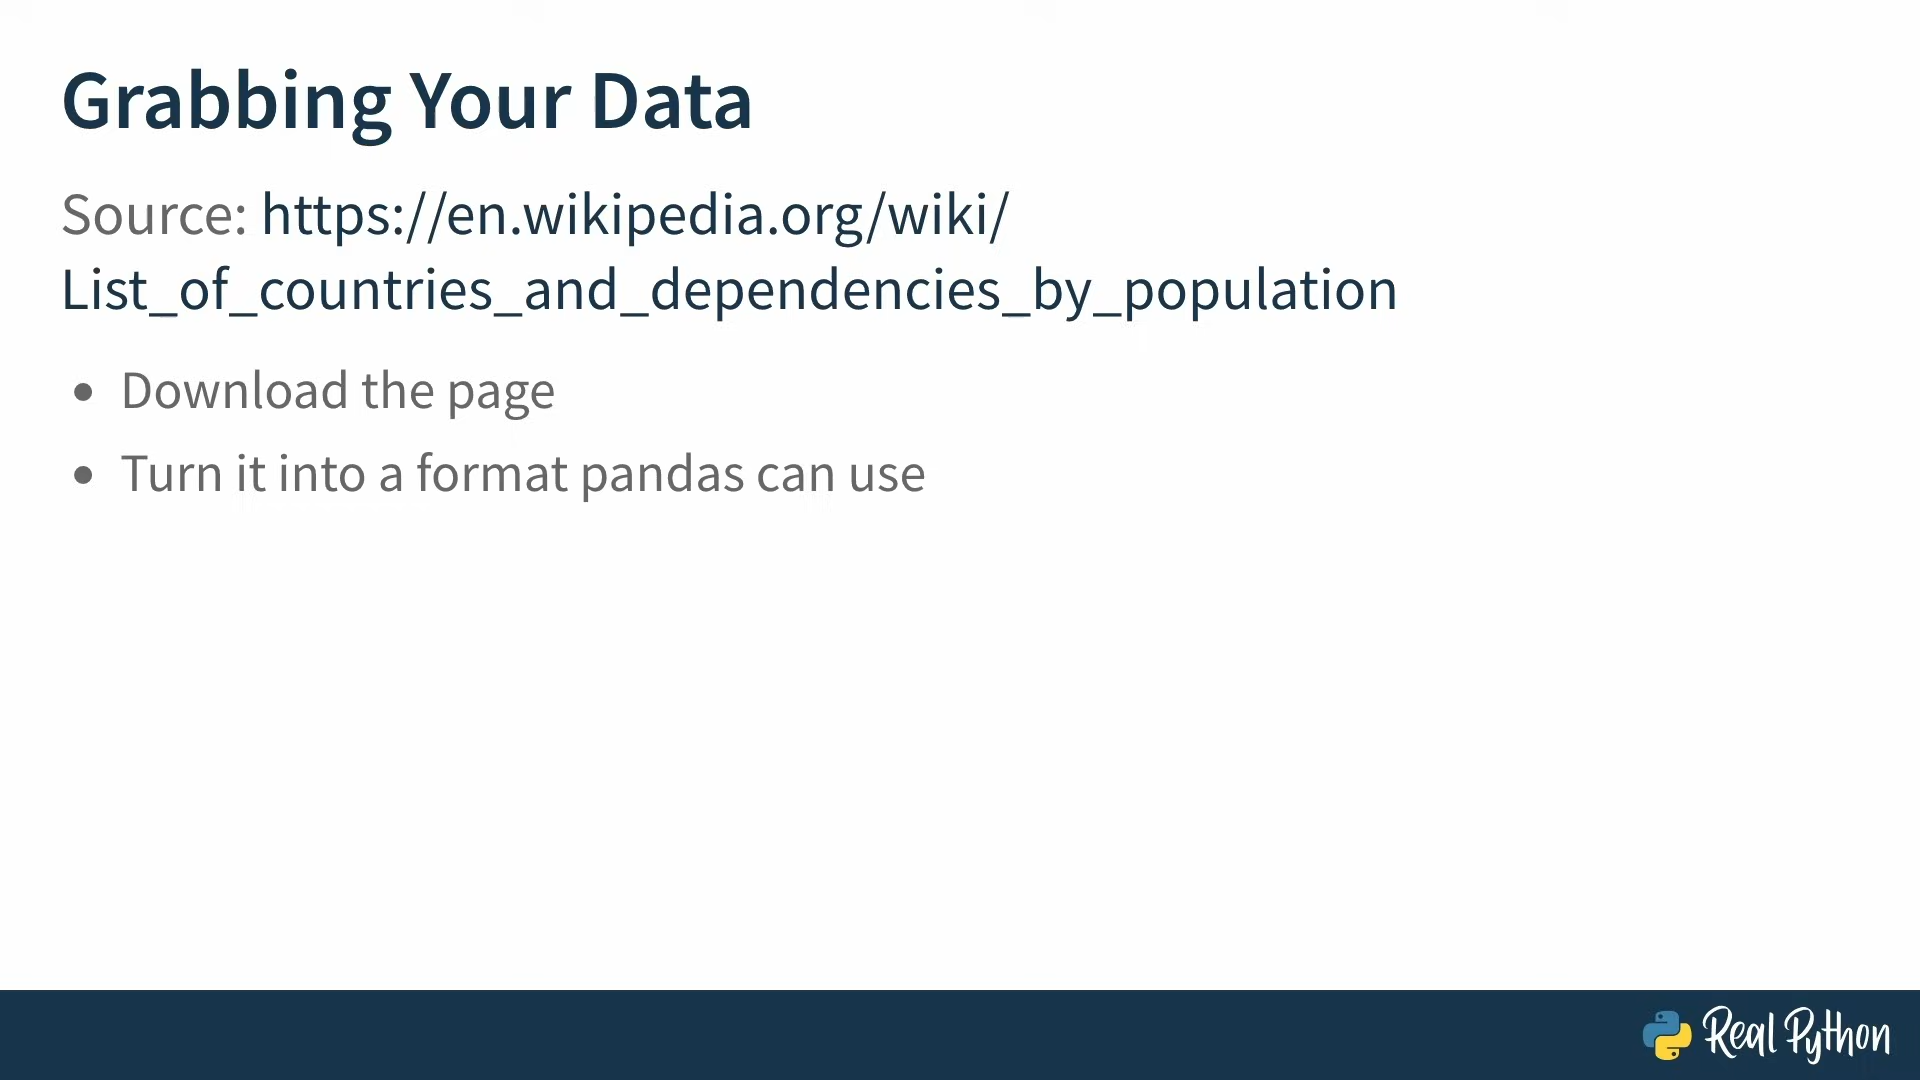 Grabbing Your Data
Source: https://en.wikipedia.org/wiki/
List_of_countries_and_dependencies_by_population
• Download the page
• Turn it into a format pandas can use
Real Python